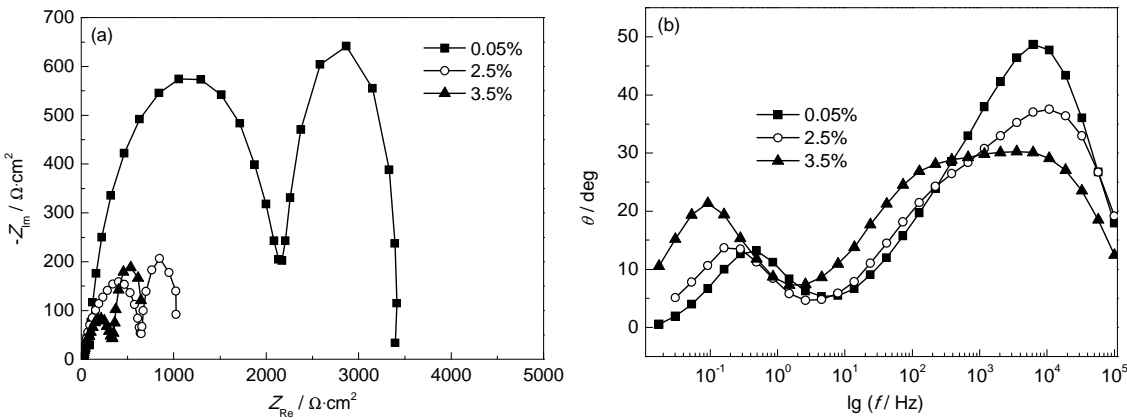 (a)
0.05%
2.5%
3.5%
700
600
500
400
300
200
100
0
-Z_Im / Ω·cm²
0 1000 2000 3000 4000 5000
Z_Re / Ω·cm²
(b)
0.05%
2.5%
3.5%
50
40
30
20
10
0
θ / deg
10⁻¹ 10⁰ 10¹ 10² 10³ 10⁴ 10⁵
lg (f / Hz)